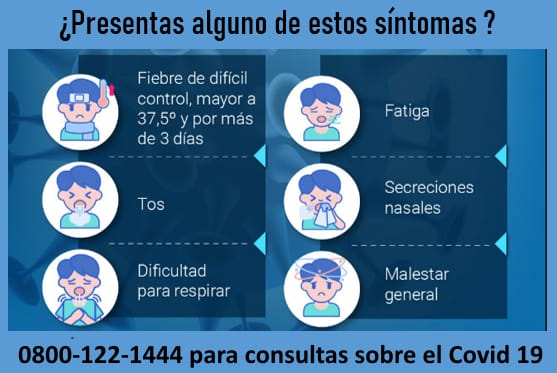 ¿Presentas alguno de estos síntomas ?
Fiebre de difícil
control, mayor a
37,5º y por más
de 3 días
Tos
Dificultad
para respirar
Fatiga
Secreciones
nasales
Malestar
general
0800-122-1444 para consultas sobre el Covid 19